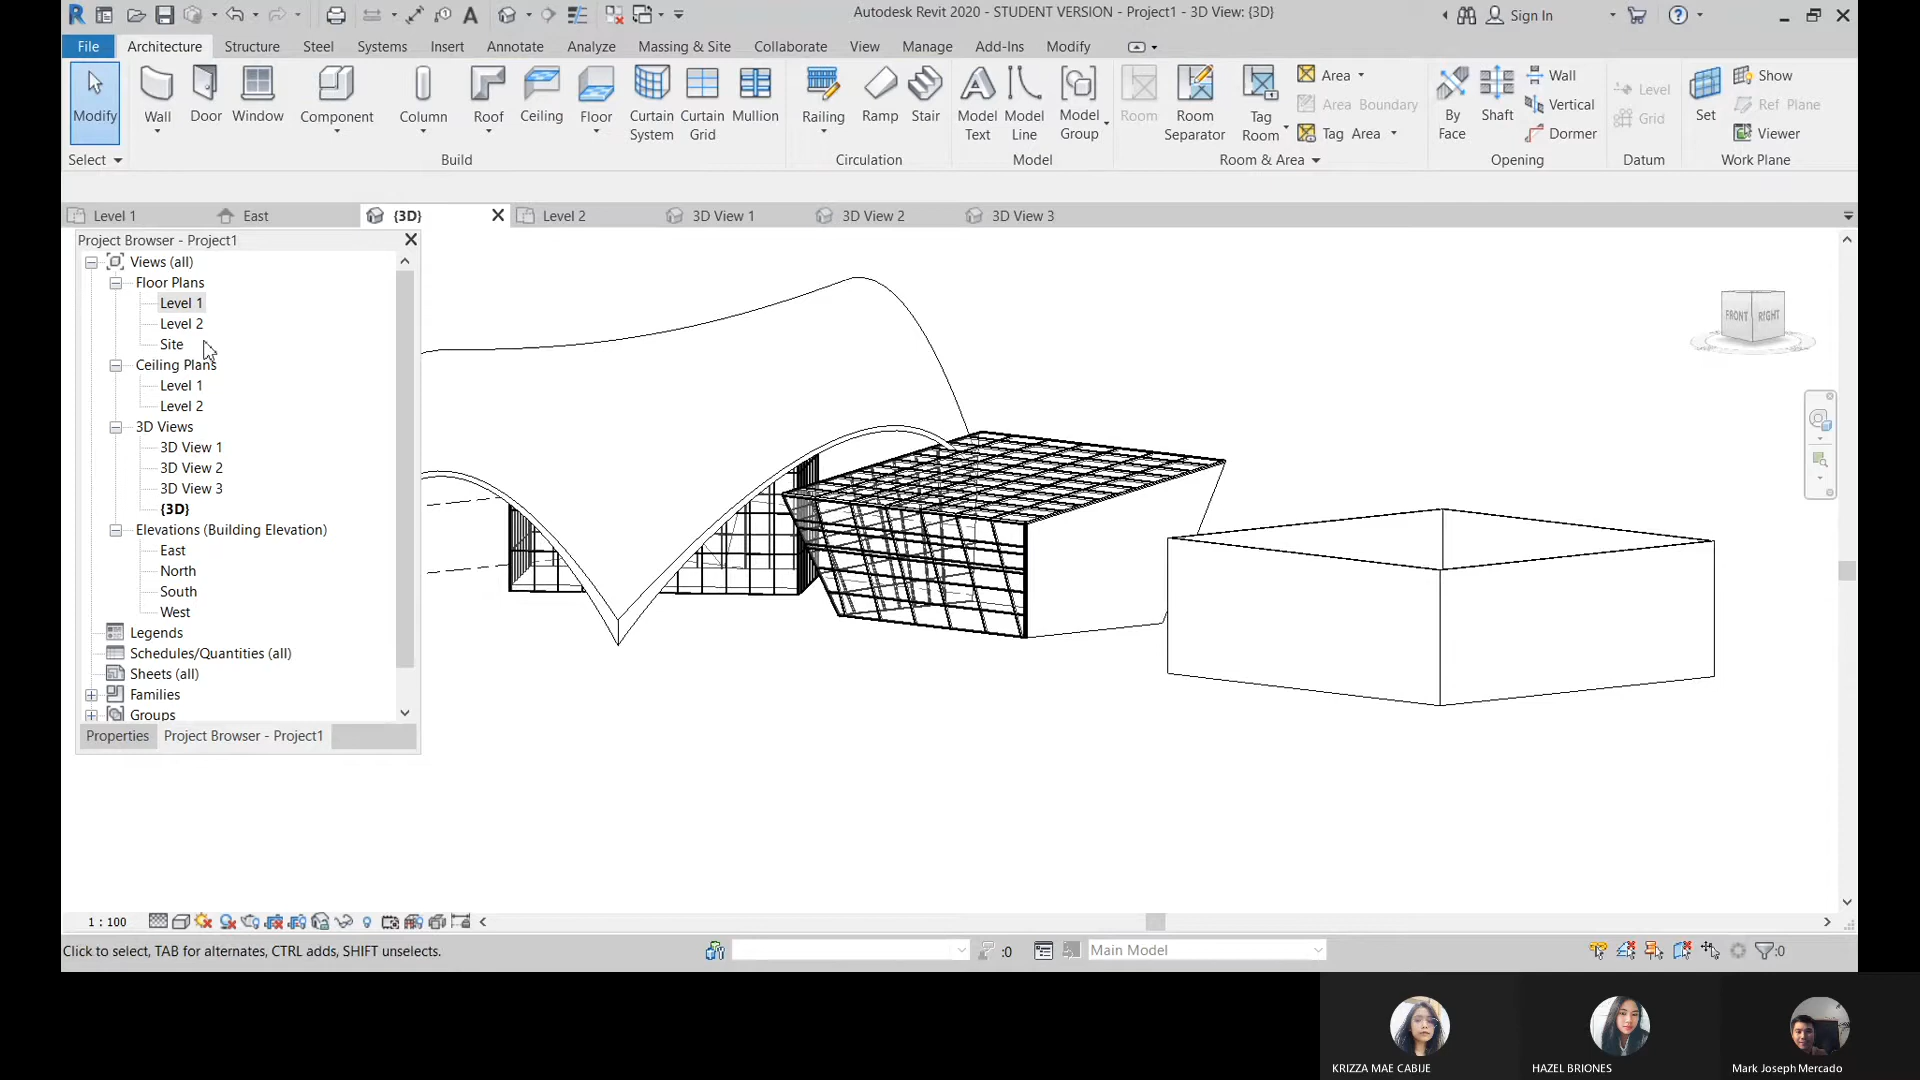 Autodesk Revit 2020 - STUDENT VERSION - Project1 - 3D View: {3D}
Sign In
File Architecture Structure Steel Systems Insert Annotate Analyze Massing & Site Collaborate View Manage Add-Ins Modify
Modify
Wall
Door
Window
Component
Column
Roof
Ceiling
Floor
Curtain System
Curtain Grid
Mullion
Railing
Ramp
Stair
Model Text
Model Line
Model Group
Room
Room Separator
Tag Room
Area
Area Boundary
Tag Area
By Face
Shaft
Wall
Vertical
Dormer
Level
Grid
Set
Show
Ref Plane
Viewer
Select
Build
Circulation
Model
Room & Area
Opening
Datum
Work Plane
Level 1
East
{3D}
Level 2
3D View 1
3D View 2
3D View 3
Project Browser - Project1
Views (all)
Floor Plans
Level 1
Level 2
Site
Ceiling Plans
Level 1
Level 2
3D Views
3D View 1
3D View 2
3D View 3
{3D}
Elevations (Building Elevation)
East
North
South
West
Legends
Schedules/Quantities (all)
Sheets (all)
Families
Groups
Properties
Project Browser - Project1
FRONT
RIGHT
1 : 100
Click to select, TAB for alternates, CTRL adds, SHIFT unselects.
:0
Main Model
:0
KRIZZA MAE CABIJE
HAZEL BRIONES
Mark Joseph Mercado